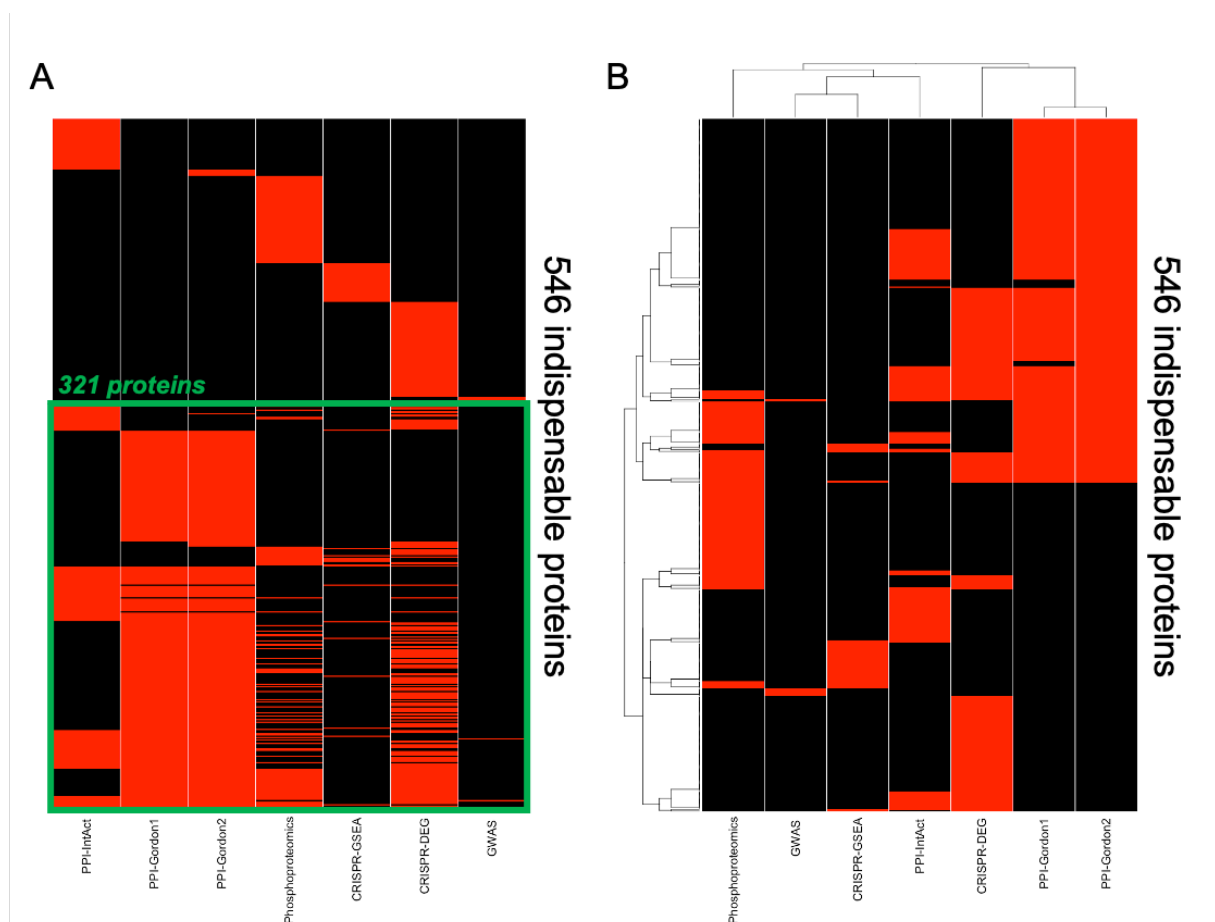 A
B
546 indispensable proteins
546 indispensable proteins
321 proteins
PPI-IntAct
PPI-Gordon1
PPI-Gordon2
Phosphoproteomics
CRISPR-GSEA
CRISPR-DEG
GWAS
Phosphoproteomics
GWAS
CRISPR-GSEA
PPI-IntAct
CRISPR-DEG
PPI-Gordon1
PPI-Gordon2